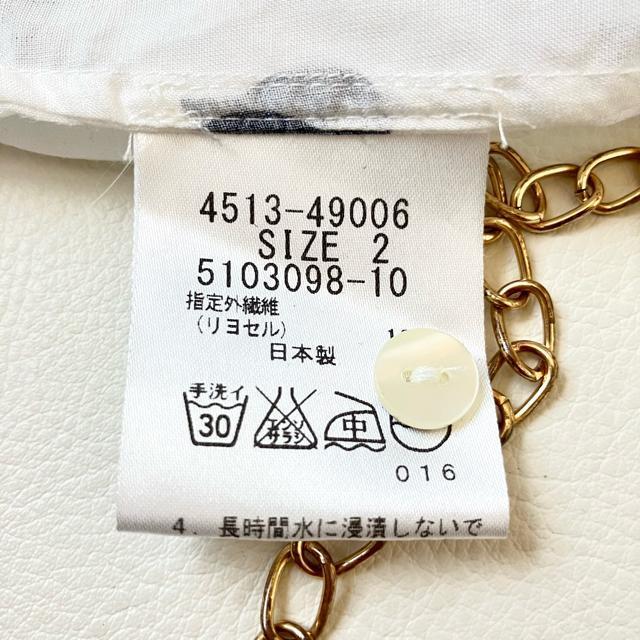 4513-49006
SIZE 2
5103098-10
指定外繊維
(リヨセル)
日本製
手洗イ
30
エンソ
サラシ
中
016
4. 長時間水に浸漬しないで